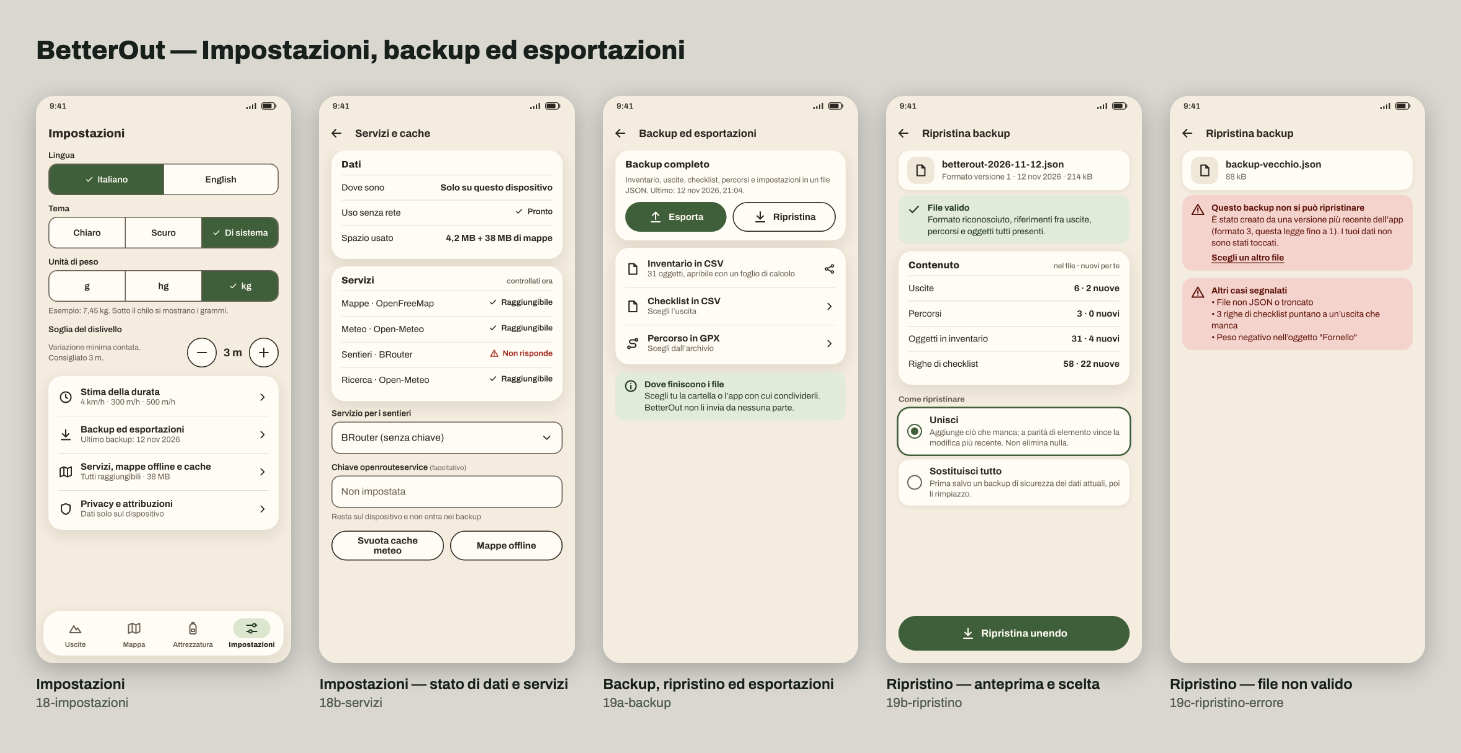 BetterOut — Impostazioni, backup ed esportazioni
9:41
Impostazioni
Lingua
Italiano
English
Tema
Chiaro
Scuro
Di sistema
Unità di peso
g
hg
kg
Esempio: 7,45 kg. Sotto il chilo si mostrano i grammi.
Soglia del dislivello
Variazione minima contata.
Consigliato 3 m.
3 m
Stima della durata
4 km/h · 300 m/h · 500 m/h
Backup ed esportazioni
Ultimo backup: 12 nov 2026
Servizi, mappe offline e cache
Tutti raggiungibili · 38 MB
Privacy e attribuzioni
Dati solo sul dispositivo
Uscite
Mappa
Attrezzatura
Impostazioni
Impostazioni
18-impostazioni
9:41
Servizi e cache
Dati
Dove sono
Solo su questo dispositivo
Uso senza rete
Pronto
Spazio usato
4,2 MB + 38 MB di mappe
Servizi
controllati ora
Mappe · OpenFreeMap
Raggiungibile
Meteo · Open-Meteo
Raggiungibile
Sentieri · BRouter
Non risponde
Ricerca · Open-Meteo
Raggiungibile
Servizio per i sentieri
BRouter (senza chiave)
Chiave openrouteservice (facoltativo)
Non impostata
Resta sul dispositivo e non entra nei backup
Svuota cache
meteo
Mappe offline
Impostazioni — stato di dati e servizi
18b-servizi
9:41
Backup ed esportazioni
Backup completo
Inventario, uscite, checklist, percorsi e impostazioni in un file
JSON. Ultimo: 12 nov 2026, 21:04.
Esporta
Ripristina
Inventario in CSV
31 oggetti, apribile con un foglio di calcolo
Checklist in CSV
Scegli l'uscita
Percorso in GPX
Scegli dall'archivio
Dove finiscono i file
Scegli tu la cartella o l'app con cui condividerli.
BetterOut non li invia da nessuna parte.
Backup, ripristino ed esportazioni
19a-backup
9:41
Ripristina backup
betterout-2026-11-12.json
Formato versione 1 · 12 nov 2026 · 214 kB
File valido
Formato riconosciuto, riferimenti fra uscite,
percorsi e oggetti tutti presenti.
Contenuto
nel file · nuovi per te
Uscite
6 · 2 nuove
Percorsi
3 · 0 nuovi
Oggetti in inventario
31 · 4 nuovi
Righe di checklist
58 · 22 nuove
Come ripristinare
Unisci
Aggiunge ciò che manca; a parità di elemento vince la
modifica più recente. Non elimina nulla.
Sostituisci tutto
Prima salvo un backup di sicurezza dei dati attuali, poi
li rimpiazzo.
Ripristina unendo
Ripristino — anteprima e scelta
19b-ripristino
9:41
Ripristina backup
backup-vecchio.json
88 kB
Questo backup non si può ripristinare
È stato creato da una versione più recente dell'app
(formato 3, questa legge fino a 1). I tuoi dati non
sono stati toccati.
Scegli un altro file
Altri casi segnalati
• File non JSON o troncato
• 3 righe di checklist puntano a un'uscita che
manca
• Peso negativo nell'oggetto "Fornello"
Ripristino — file non valido
19c-ripristino-errore